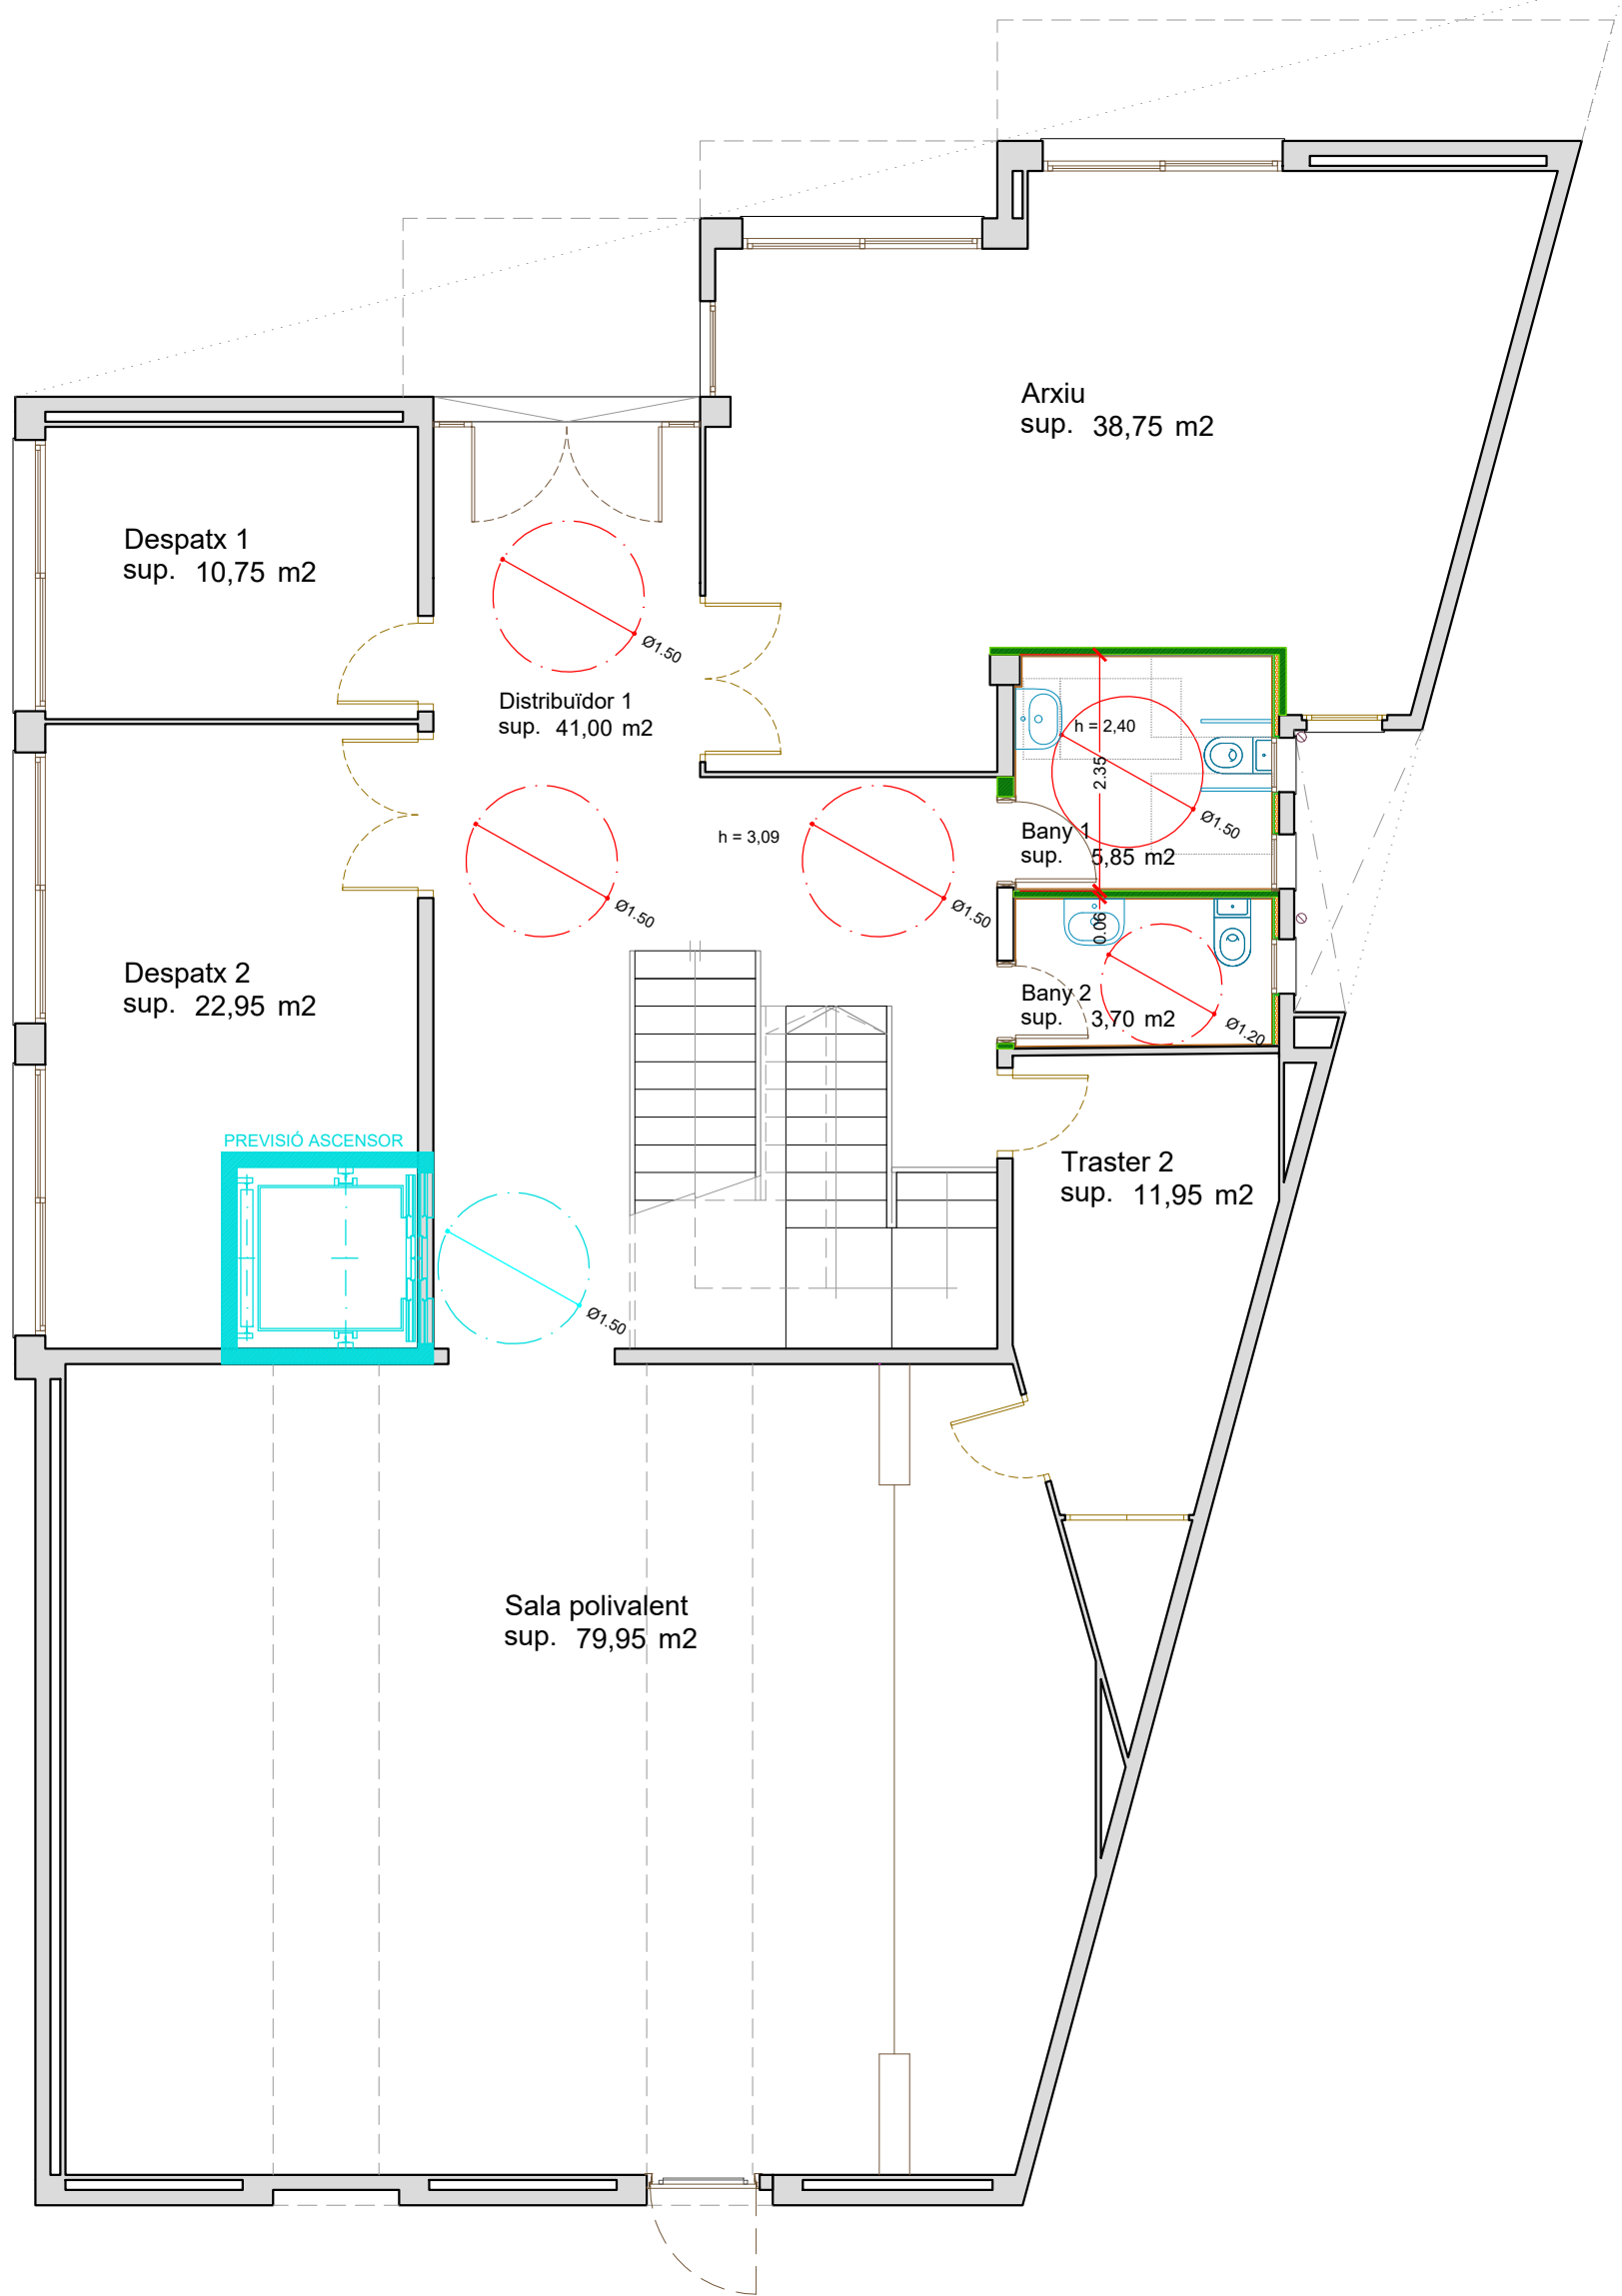 Arxiu
sup. 38,75 m2
Despatx 1
sup. 10,75 m2
Ø1.50
Distribuïdor 1
sup. 41,00 m2
h = 2,40
2.35
Ø1.50
h = 3,09
Bany 1
sup. 5,85 m2
Ø1.50
Ø1.50
0.06
Despatx 2
sup. 22,95 m2
Bany 2
sup. 3,70 m2
Ø1.20
PREVISIÓ ASCENSOR
Traster 2
sup. 11,95 m2
Ø1.50
Sala polivalent
sup. 79,95 m2